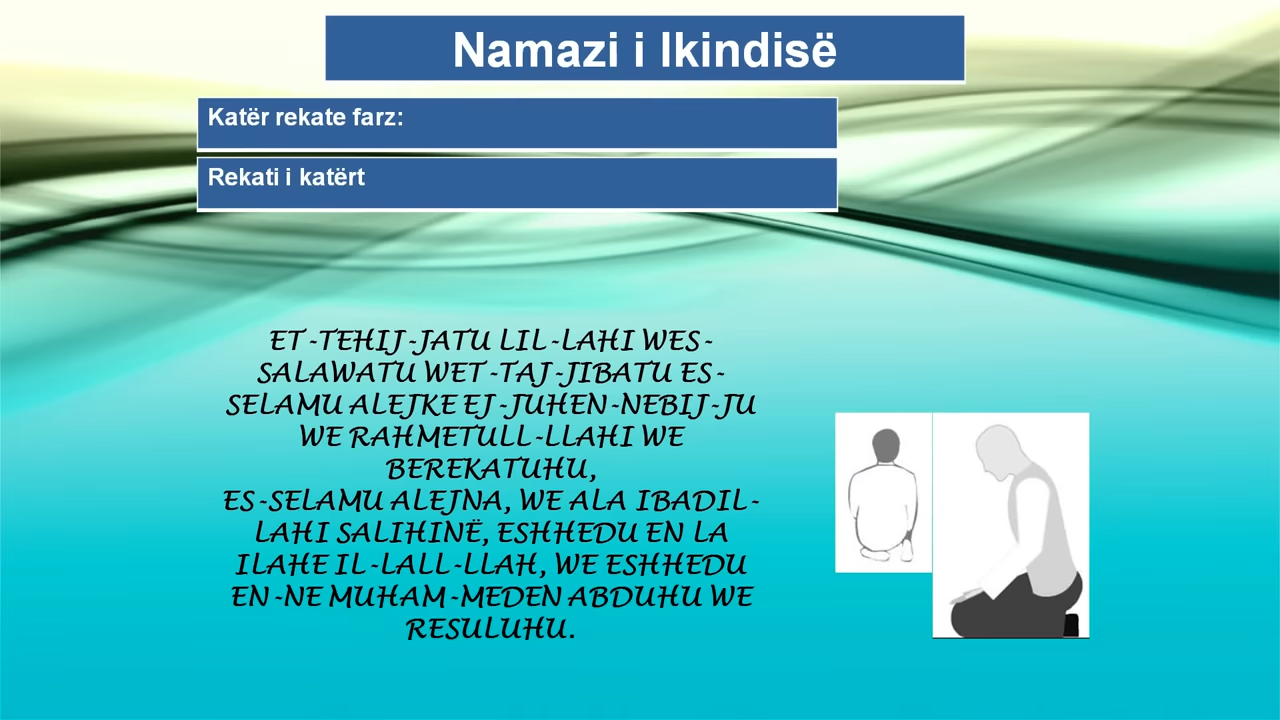 Namazi i Ikindisë
Katër rekate farz:
Rekati i katërt
ET-TEHIJ-JATU LIL-LAHI WES-
SALAWATU WET-TAJ-JIBATU ES-
SELAMU ALEJKE EJ-JUHEN-NEBIJ-JU
WE RAHMETULL-LLAHI WE
BEREKATUHU,
ES-SELAMU ALEJNA, WE ALA IBADIL-
LAHI SALIHINË, ESHHEDU EN LA
ILAHE IL-LALL-LLAH, WE ESHHEDU
EN-NE MUHAM-MEDEN ABDUHU WE
RESULUHU.